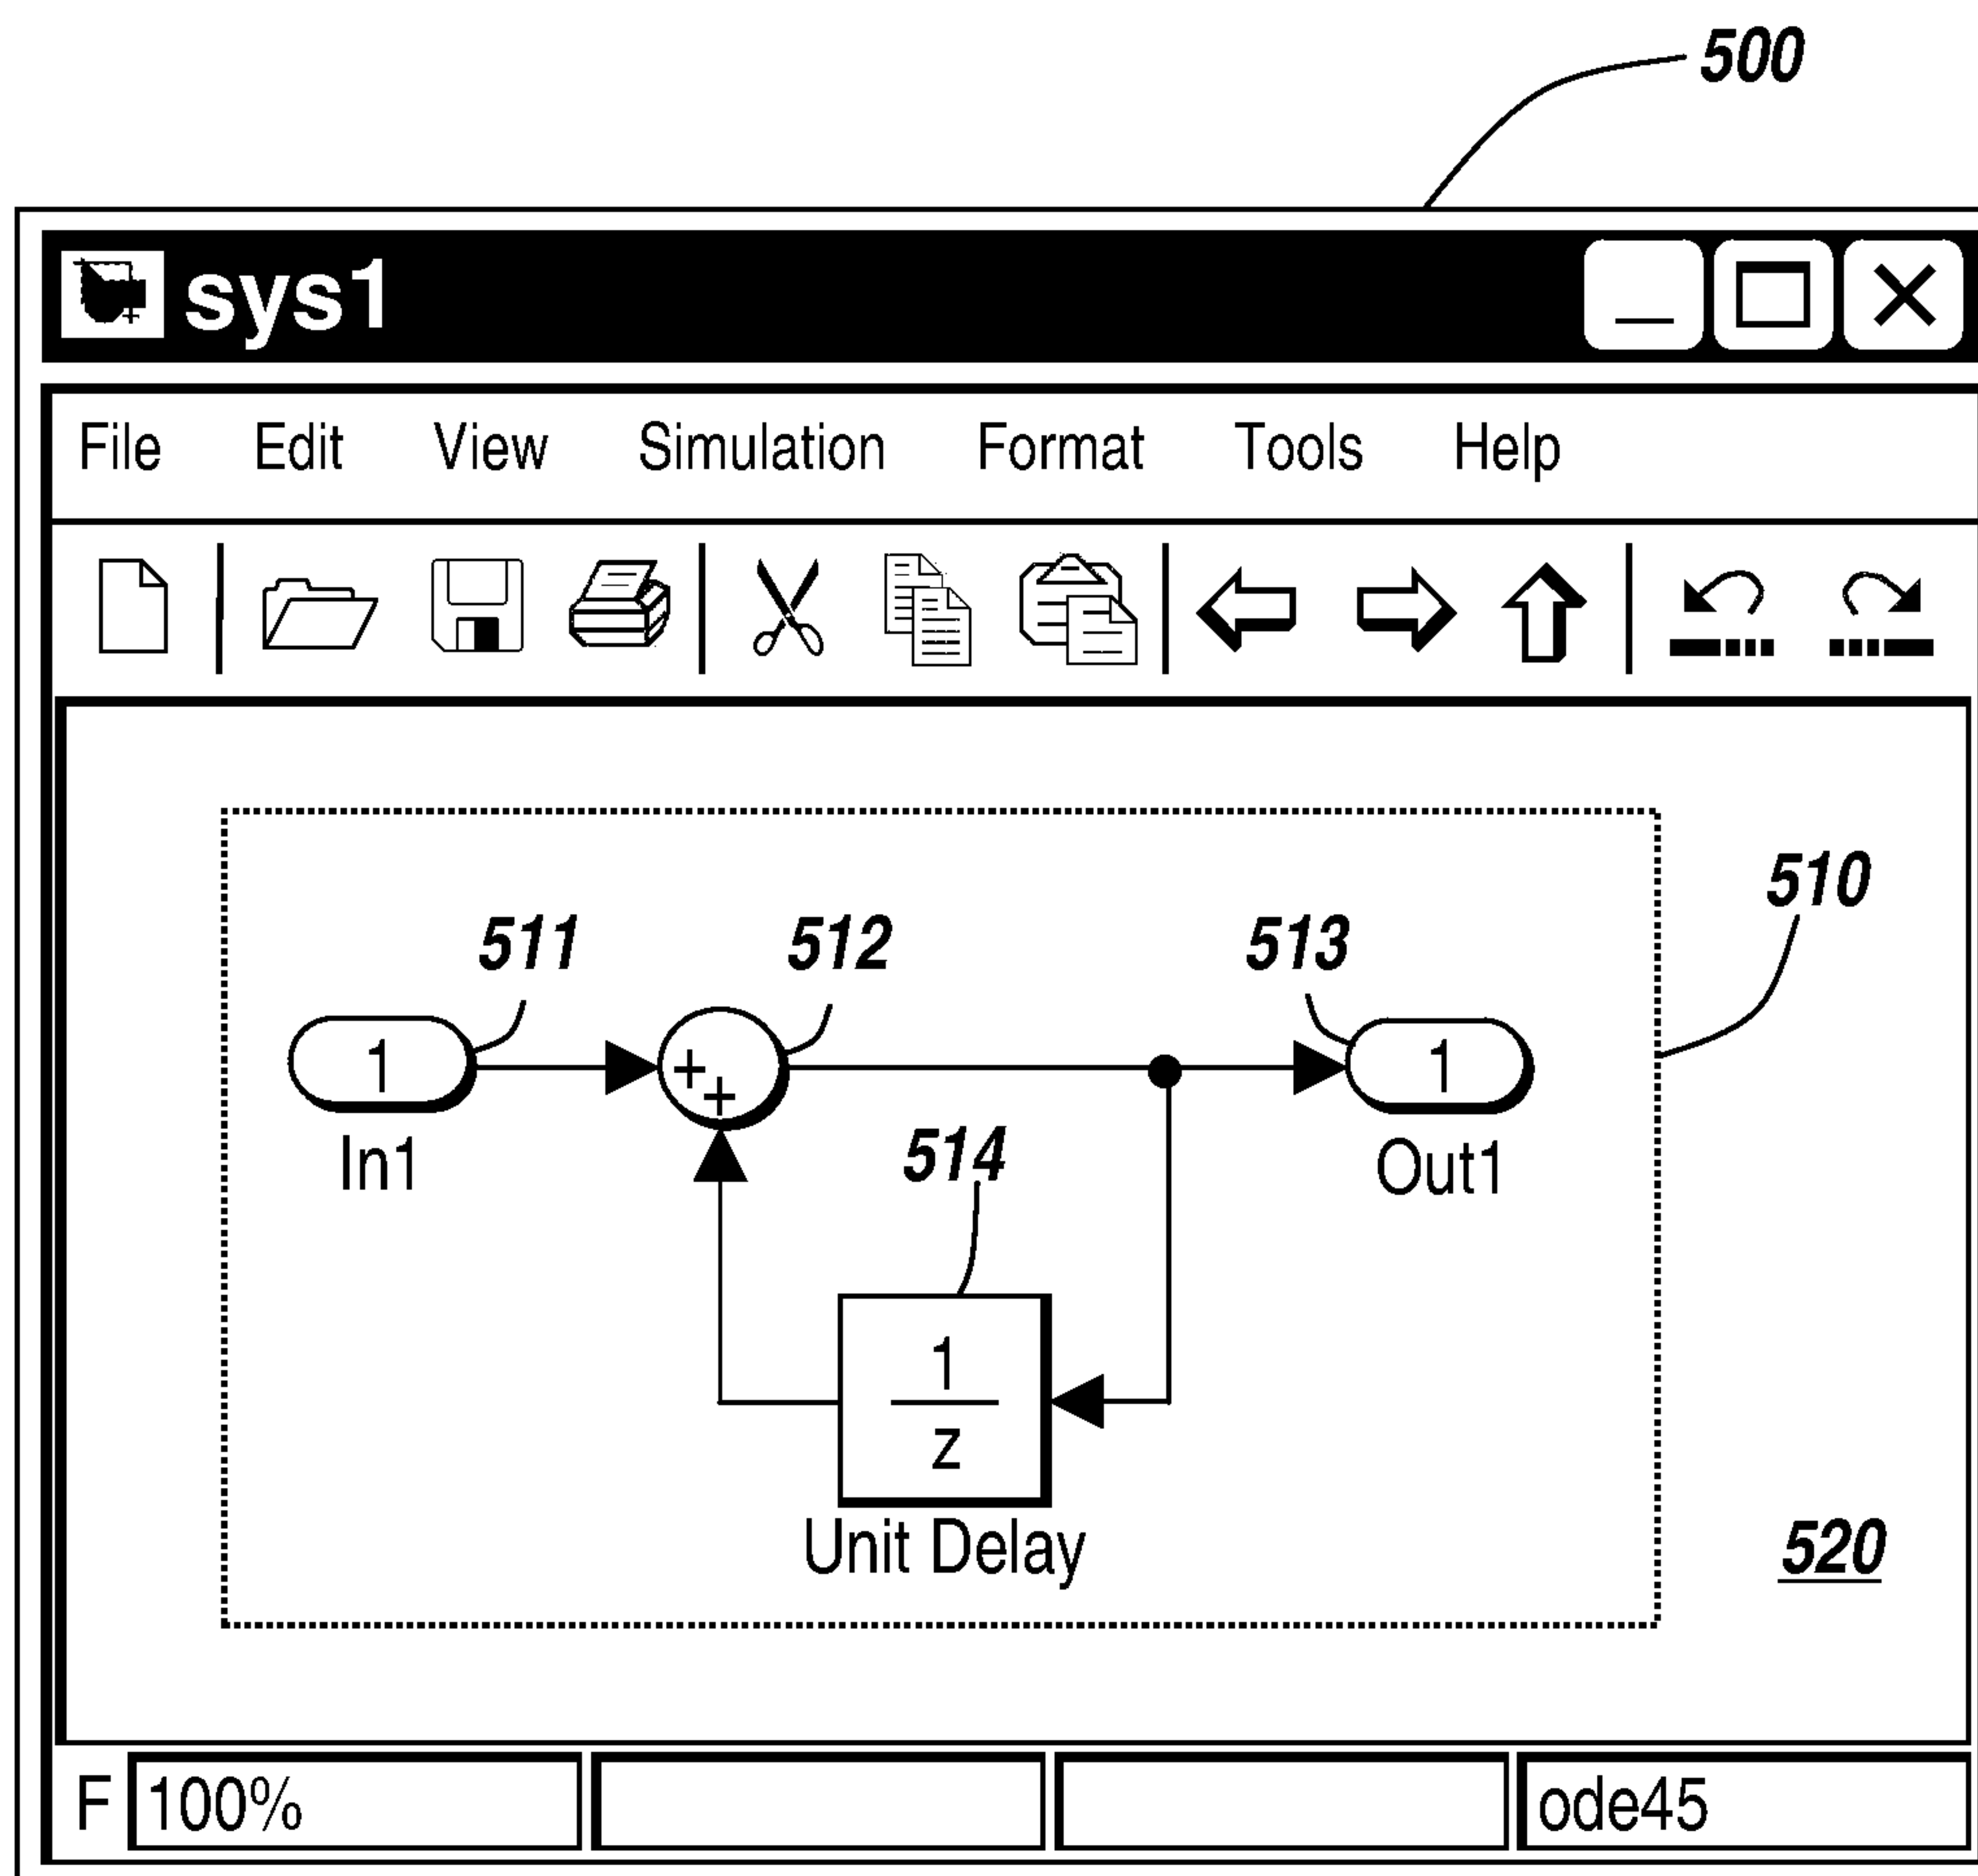 500
sys1
File Edit View Simulation Format Tools Help
510
511 512 513
1 + + 1
In1 Out1
514
1
z
Unit Delay
520
F 100% ode45